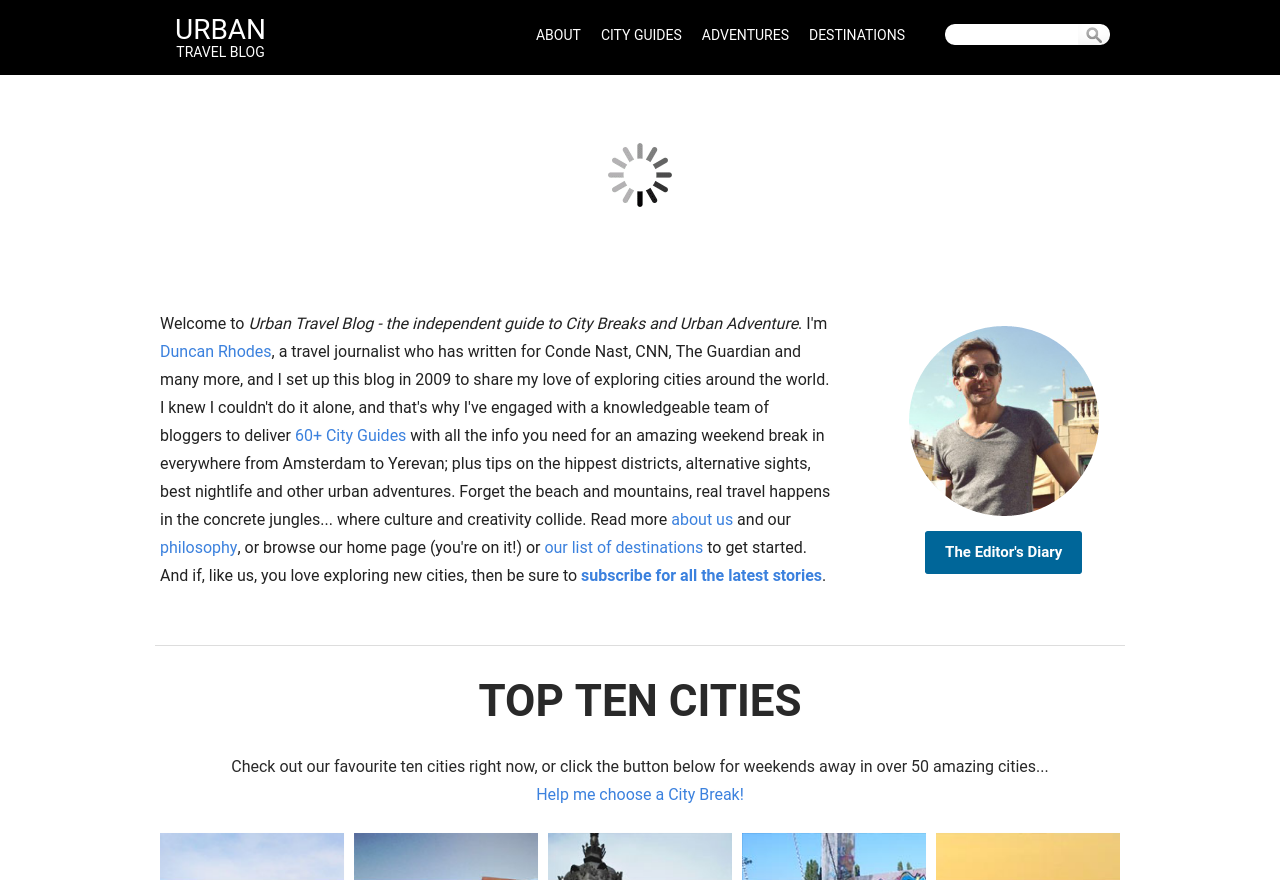 URBAN
TRAVEL BLOG
ABOUT CITY GUIDES ADVENTURES DESTINATIONS
Welcome to Urban Travel Blog - the independent guide to City Breaks and Urban Adventure. I'm
Duncan Rhodes, a travel journalist who has written for Conde Nast, CNN, The Guardian and
many more, and I set up this blog in 2009 to share my love of exploring cities around the world.
I knew I couldn't do it alone, and that's why I've engaged with a knowledgeable team of
bloggers to deliver 60+ City Guides with all the info you need for an amazing weekend break in
everywhere from Amsterdam to Yerevan; plus tips on the hippest districts, alternative sights,
best nightlife and other urban adventures. Forget the beach and mountains, real travel happens
in the concrete jungles... where culture and creativity collide. Read more about us and our
philosophy, or browse our home page (you're on it!) or our list of destinations to get started.
And if, like us, you love exploring new cities, then be sure to subscribe for all the latest stories.
The Editor's Diary
TOP TEN CITIES
Check out our favourite ten cities right now, or click the button below for weekends away in over 50 amazing cities...
Help me choose a City Break!